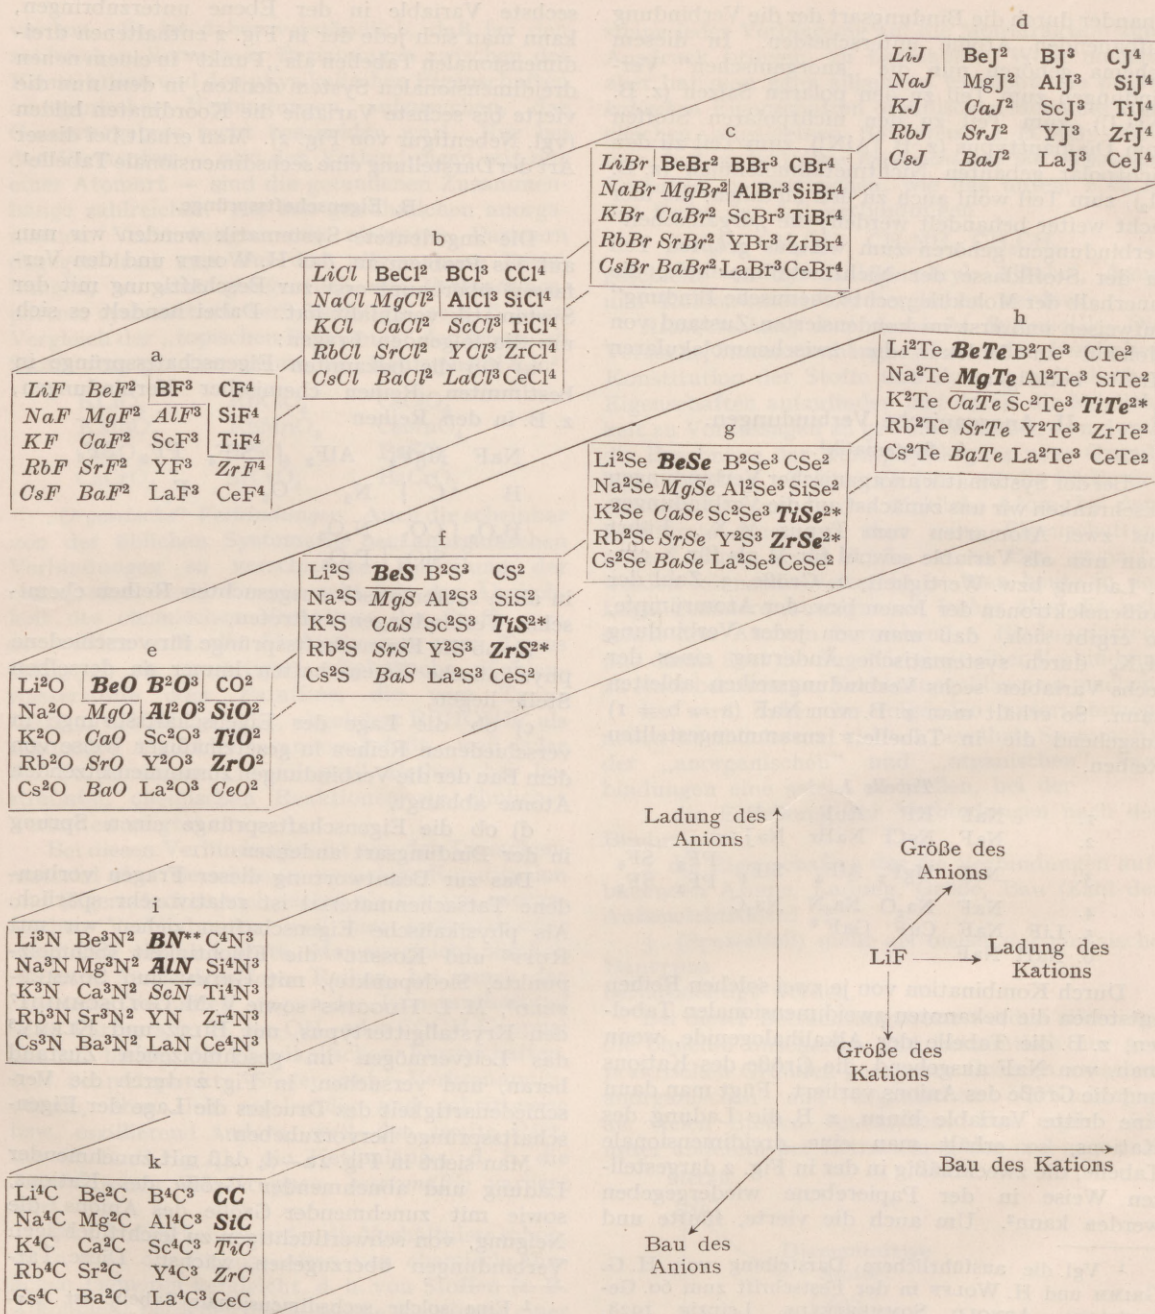 d
LiJ BeJ² BJ³ CJ⁴
NaJ MgJ² AlJ³ SiJ⁴
KJ CaJ² ScJ³ TiJ⁴
RbJ SrJ² YJ³ ZrJ⁴
CsJ BaJ² LaJ³ CeJ⁴
c
LiBr BeBr² BBr³ CBr⁴
NaBr MgBr² AlBr³ SiBr⁴
KBr CaBr² ScBr³ TiBr⁴
RbBr SrBr² YBr³ ZrBr⁴
CsBr BaBr² LaBr³ CeBr⁴
b
LiCl BeCl² BCl³ CCl⁴
NaCl MgCl² AlCl³ SiCl⁴
KCl CaCl² ScCl³ TiCl⁴
RbCl SrCl² YCl³ ZrCl⁴
CsCl BaCl² LaCl³ CeCl⁴
a
LiF BeF² BF³ CF⁴
NaF MgF² AlF³ SiF⁴
KF CaF² ScF³ TiF⁴
RbF SrF² YF³ ZrF⁴
CsF BaF² LaF³ CeF⁴
h
Li²Te BeTe B²Te³ CTe²
Na²Te MgTe Al²Te³ SiTe²
K²Te CaTe Sc²Te³ TiTe²*
Rb²Te SrTe Y²Te³ ZrTe²
Cs²Te BaTe La²Te³ CeTe²
g
Li²Se BeSe B²Se³ CSe²
Na²Se MgSe Al²Se³ SiSe²
K²Se CaSe Sc²Se³ TiSe²*
Rb²Se SrSe Y²S³ ZrSe²*
Cs²Se BaSe La²Se³ CeSe²
f
Li²S BeS B²S³ CS²
Na²S MgS Al²S³ SiS²
K²S CaS Sc²S³ TiS²*
Rb²S SrS Y²S³ ZrS²*
Cs²S BaS La²S³ CeS²
e
Li²O BeO B²O³ CO²
Na²O MgO Al²O³ SiO²
K²O CaO Sc²O³ TiO²
Rb²O SrO Y²O³ ZrO²
Cs²O BaO La²O³ CeO²
i
Li³N Be³N² BN** C⁴N³
Na³N Mg³N² AlN Si⁴N³
K³N Ca³N² ScN Ti⁴N³
Rb³N Sr³N² YN Zr⁴N³
Cs³N Ba³N² LaN Ce⁴N³
k
Li⁴C Be²C B⁴C³ CC
Na⁴C Mg²C Al⁴C³ SiC
K⁴C Ca²C Sc⁴C³ TiC
Rb⁴C Sr²C Y⁴C³ ZrC
Cs⁴C Ba²C La⁴C³ CeC
Ladung des
Anions
Größe des
Anions
LiF
Ladung des
Kations
Größe des
Kations
Bau des Kations
Bau des
Anions